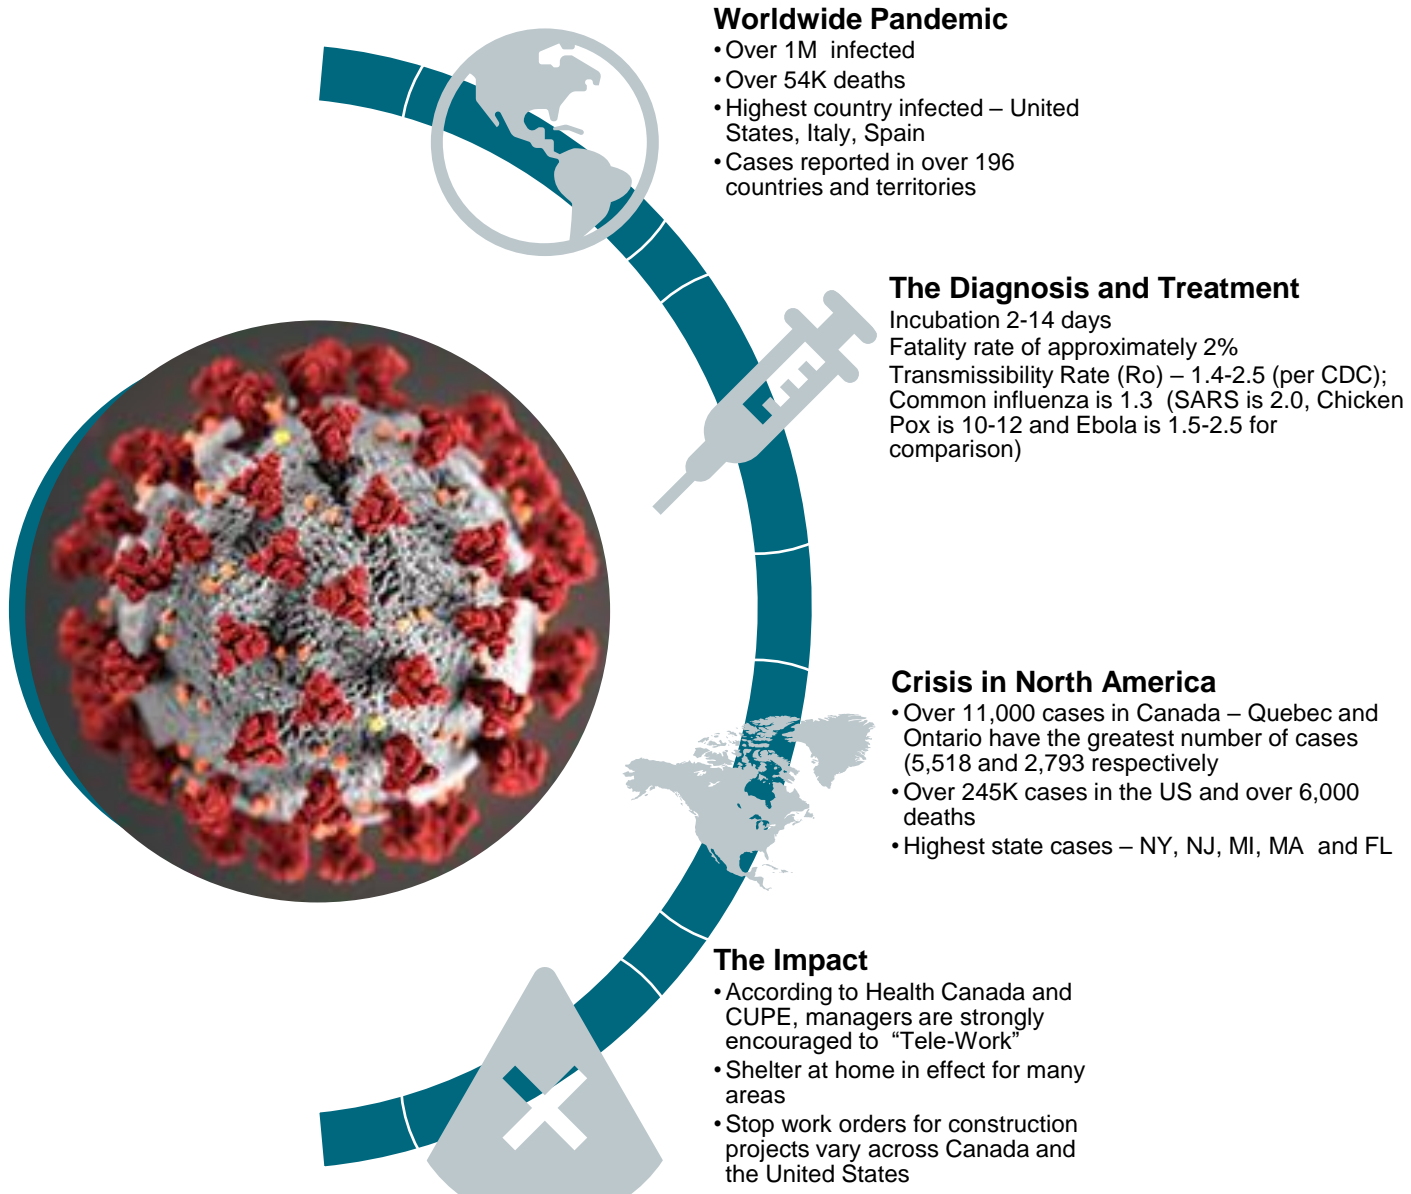 Worldwide Pandemic
•Over 1M  infected
•Over 54K deaths
•Highest country infected – United
States, Italy, Spain
•Cases reported in over 196
countries and territories
The Diagnosis and Treatment
Incubation 2-14 days
Fatality rate of approximately 2%
Transmissibility Rate (Ro) – 1.4-2.5 (per CDC);
Common influenza is 1.3  (SARS is 2.0, Chicken
Pox is 10-12 and Ebola is 1.5-2.5 for
comparison)
Crisis in North America
•Over 11,000 cases in Canada – Quebec and
Ontario have the greatest number of cases
(5,518 and 2,793 respectively
•Over 245K cases in the US and over 6,000
deaths
•Highest state cases – NY, NJ, MI, MA  and FL
The Impact
•According to Health Canada and
CUPE, managers are strongly
encouraged to  “Tele-Work”
•Shelter at home in effect for many
areas
•Stop work orders for construction
projects vary across Canada and
the United States